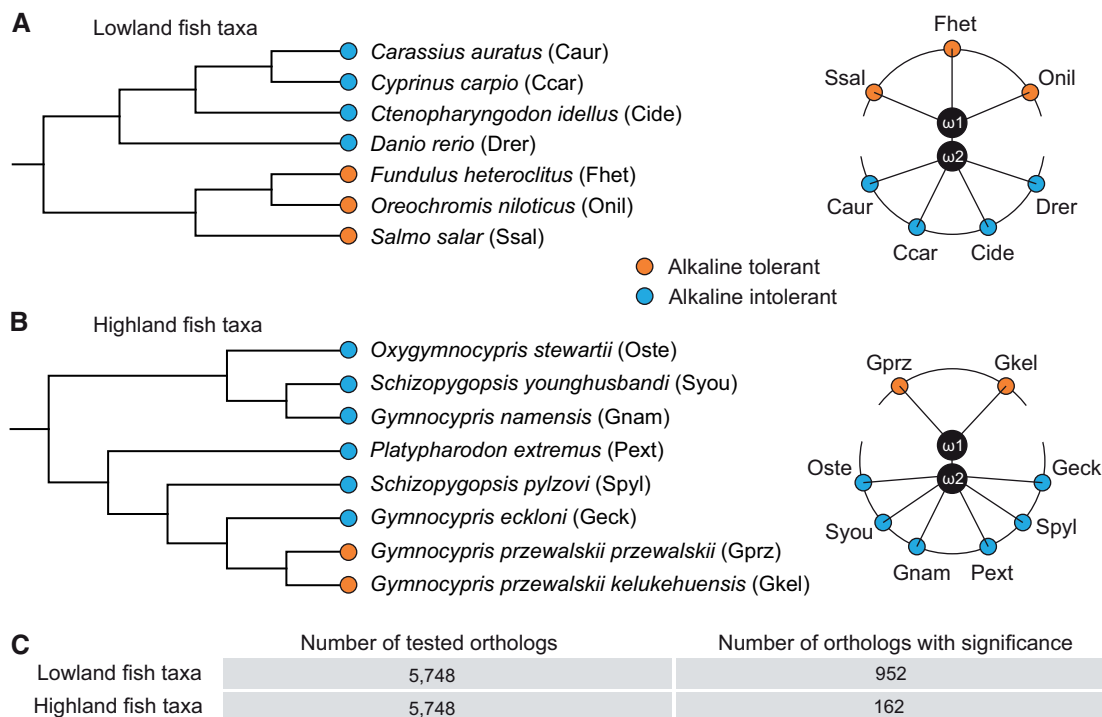 A
Lowland fish taxa
Carassius auratus (Caur)
Cyprinus carpio (Ccar)
Ctenopharyngodon idellus (Cide)
Danio rerio (Drer)
Fundulus heteroclitus (Fhet)
Oreochromis niloticus (Onil)
Salmo salar (Ssal)
Fhet
Ssal
Onil
ω1
ω2
Caur
Drer
Ccar
Cide
Alkaline tolerant
Alkaline intolerant
B
Highland fish taxa
Oxygymnocypris stewartii (Oste)
Schizopygopsis younghusbandi (Syou)
Gymnocypris namensis (Gnam)
Platypharodon extremus (Pext)
Schizopygopsis pylzovi (Spyl)
Gymnocypris eckloni (Geck)
Gymnocypris przewalskii przewalskii (Gprz)
Gymnocypris przewalskii kelukehuensis (Gkel)
Gprz
Gkel
ω1
ω2
Oste
Geck
Syou
Spyl
Gnam
Pext
C
Number of tested orthologs
Number of orthologs with significance
Lowland fish taxa
5,748
952
Highland fish taxa
5,748
162